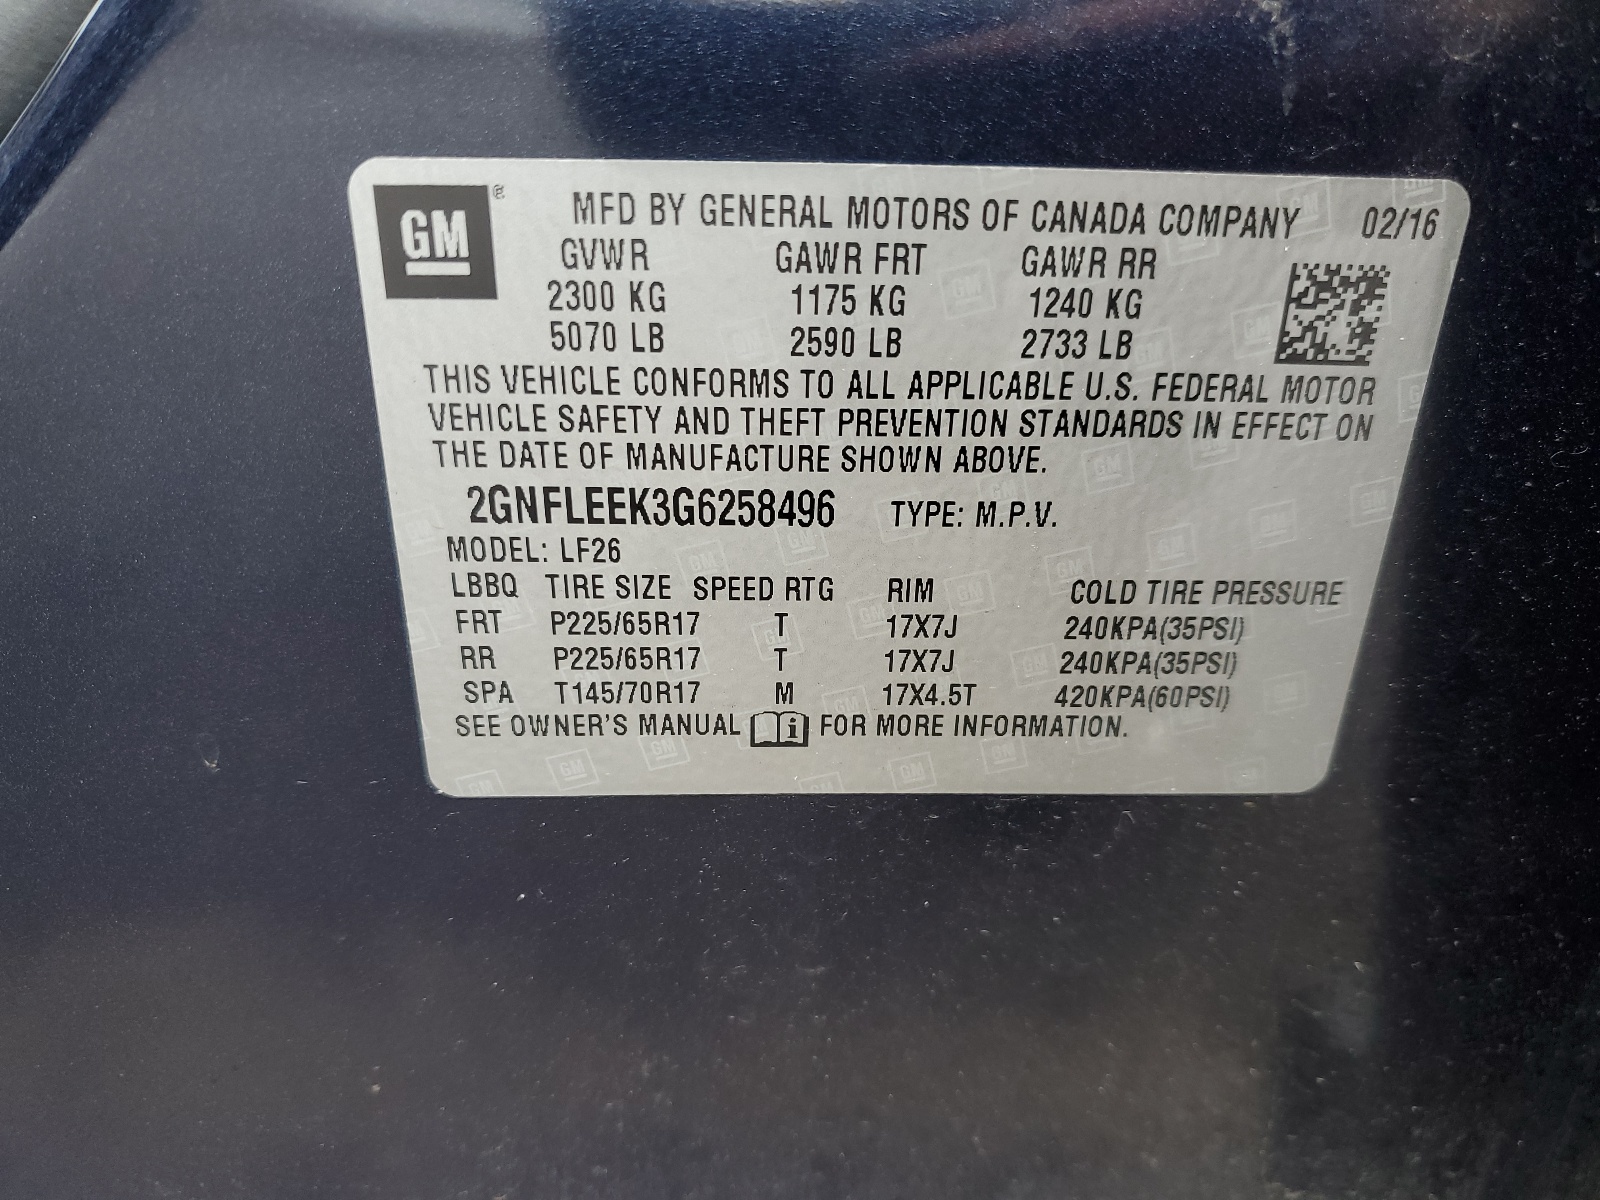 GM®
MFD BY GENERAL MOTORS OF CANADA COMPANY 02/16
GVWR GAWR FRT GAWR RR
2300 KG 1175 KG 1240 KG
5070 LB 2590 LB 2733 LB
THIS VEHICLE CONFORMS TO ALL APPLICABLE U.S. FEDERAL MOTOR
VEHICLE SAFETY AND THEFT PREVENTION STANDARDS IN EFFECT ON
THE DATE OF MANUFACTURE SHOWN ABOVE.
2GNFLEEK3G6258496 TYPE: M.P.V.
MODEL: LF26
LBBQ TIRE SIZE SPEED RTG RIM COLD TIRE PRESSURE
FRT P225/65R17 T 17X7J 240KPA(35PSI)
RR P225/65R17 T 17X7J 240KPA(35PSI)
SPA T145/70R17 M 17X4.5T 420KPA(60PSI)
SEE OWNER'S MANUAL i FOR MORE INFORMATION.